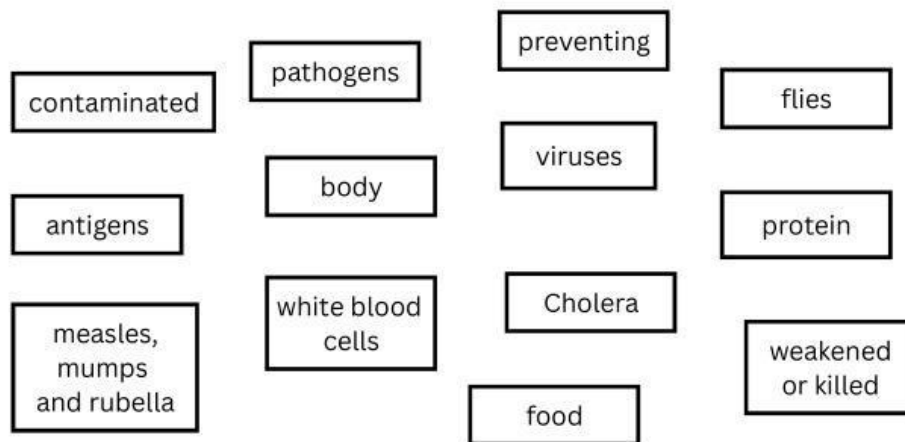 preventing
pathogens
contaminated
flies
viruses
body
antigens
protein
white blood
cells
Cholera
measles,
mumps
and rubella
weakened
or killed
food